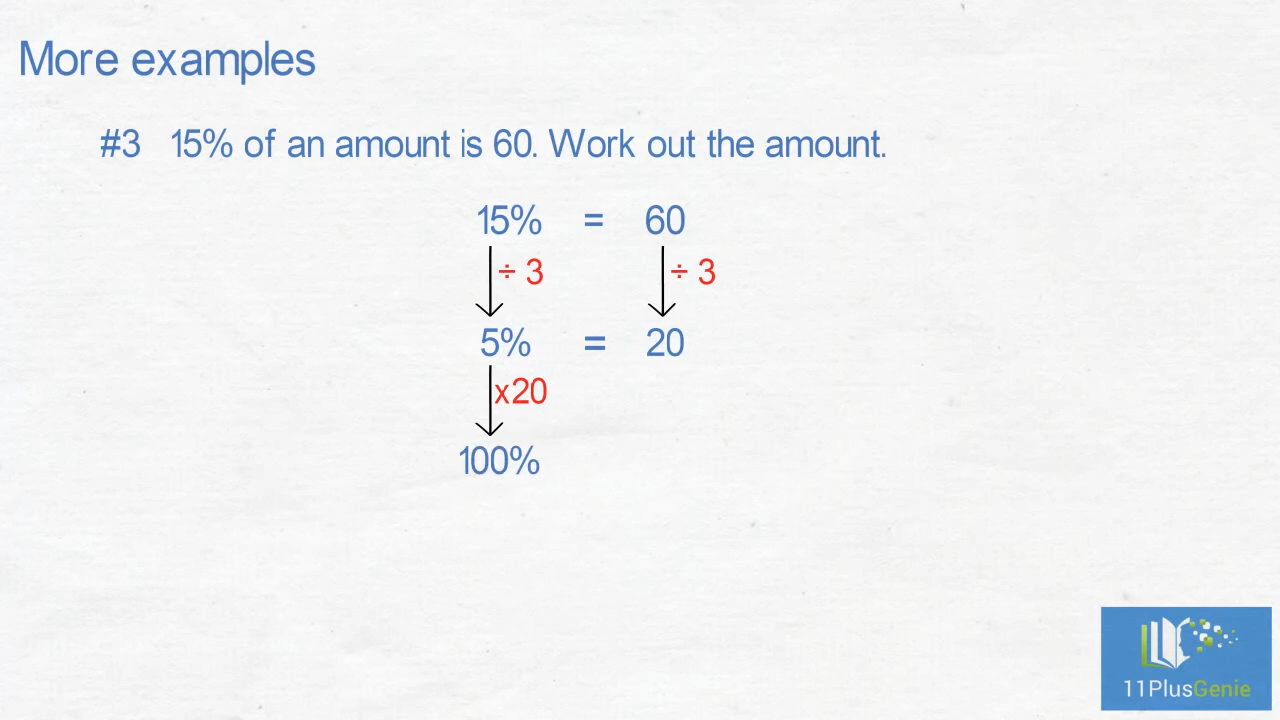 More examples
#3 15% of an amount is 60. Work out the amount.
15% = 60
÷ 3 ÷ 3
5% = 20
x20
100%
11PlusGenie